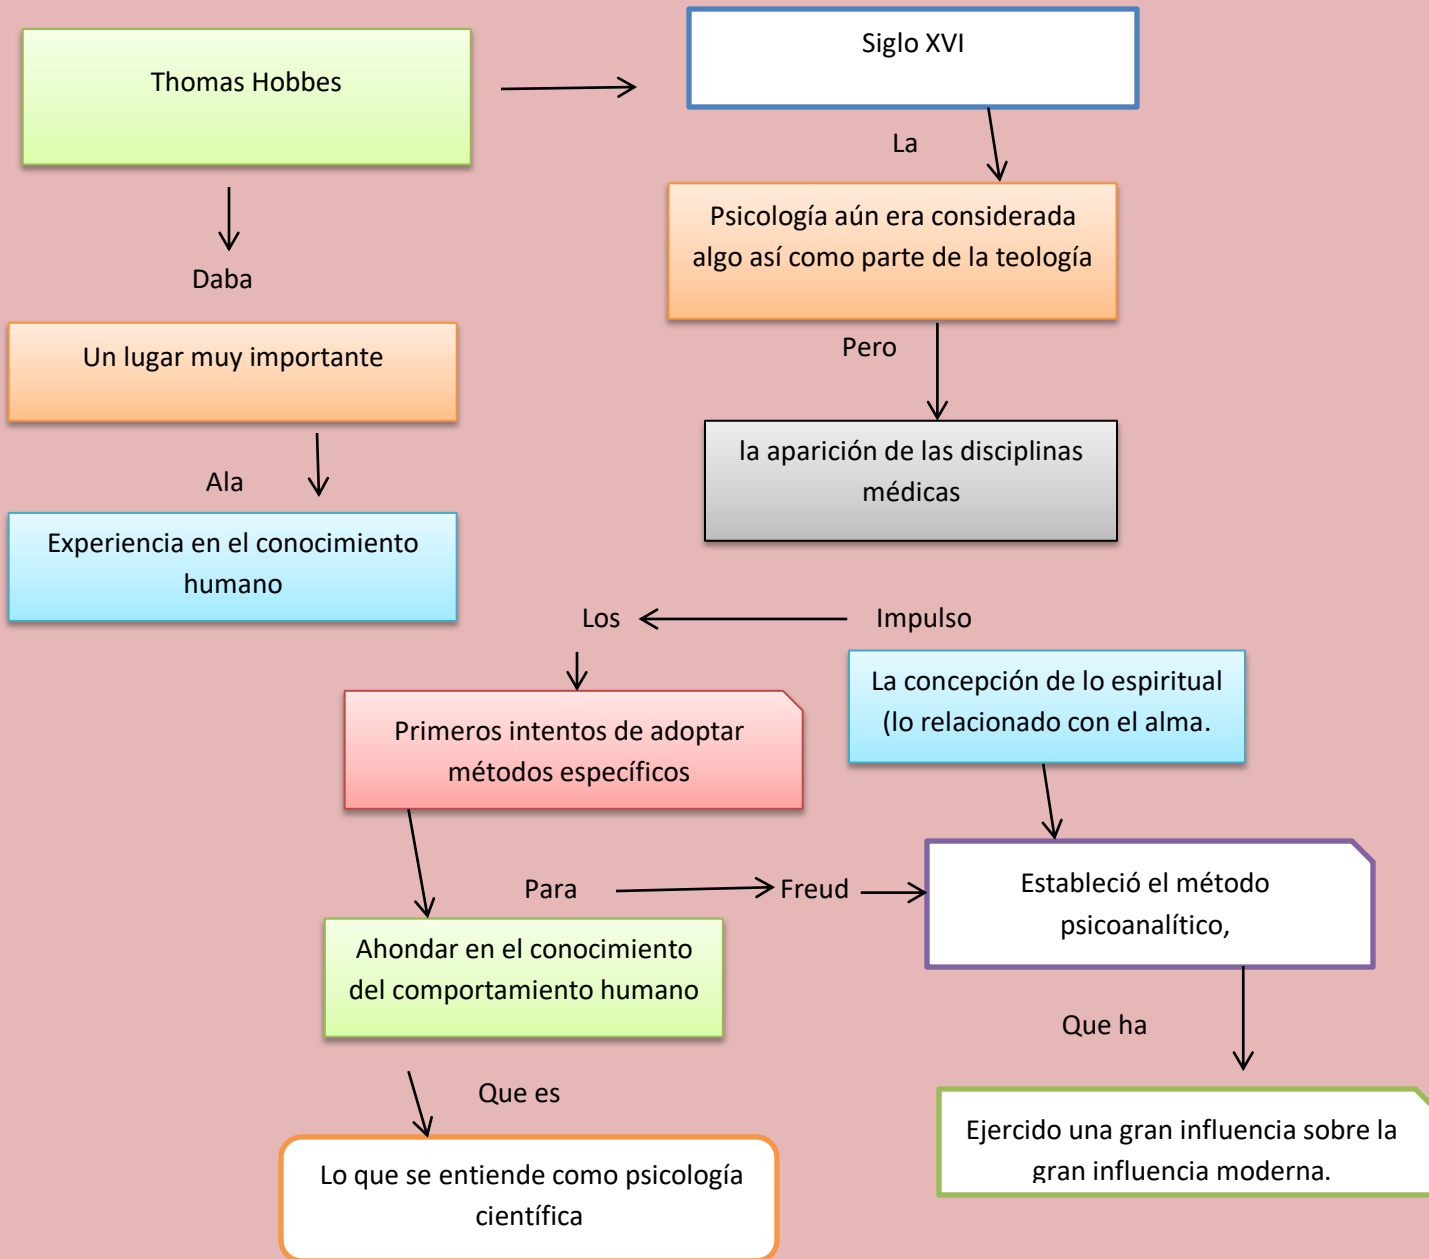 Thomas Hobbes
Siglo XVI
La
Psicología aún era considerada
algo así como parte de la teología
Daba
Un lugar muy importante
Pero
la aparición de las disciplinas
médicas
Ala
Experiencia en el conocimiento
humano
Los
Impulso
La concepción de lo espiritual
(lo relacionado con el alma.
Primeros intentos de adoptar
métodos específicos
Para
Freud
Estableció el método
psicoanalítico,
Ahondar en el conocimiento
del comportamiento humano
Que ha
Que es
Ejercido una gran influencia sobre la
gran influencia moderna.
Lo que se entiende como psicología
científica